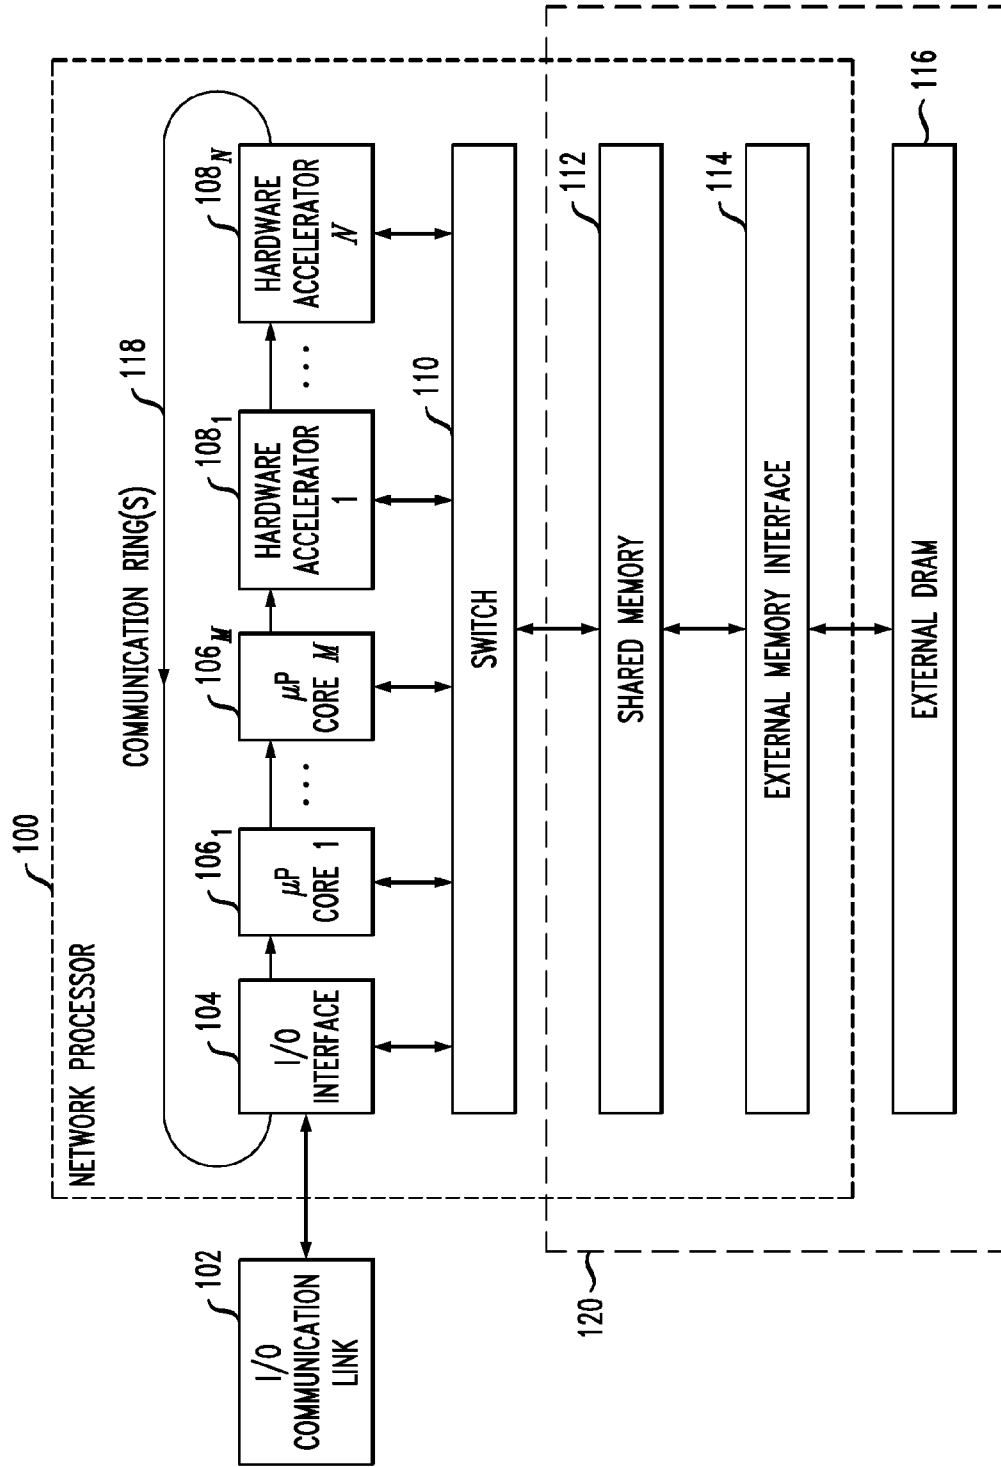 100
NETWORK PROCESSOR
COMMUNICATION RING(S)
118
102
I/O
COMMUNICATION
LINK
104
I/O
INTERFACE
106₁
μP
CORE 1
. . .
106M
μP
CORE M
108₁
HARDWARE
ACCELERATOR
1
. . .
108N
HARDWARE
ACCELERATOR
N
110
SWITCH
112
SHARED MEMORY
114
EXTERNAL MEMORY INTERFACE
116
EXTERNAL DRAM
120